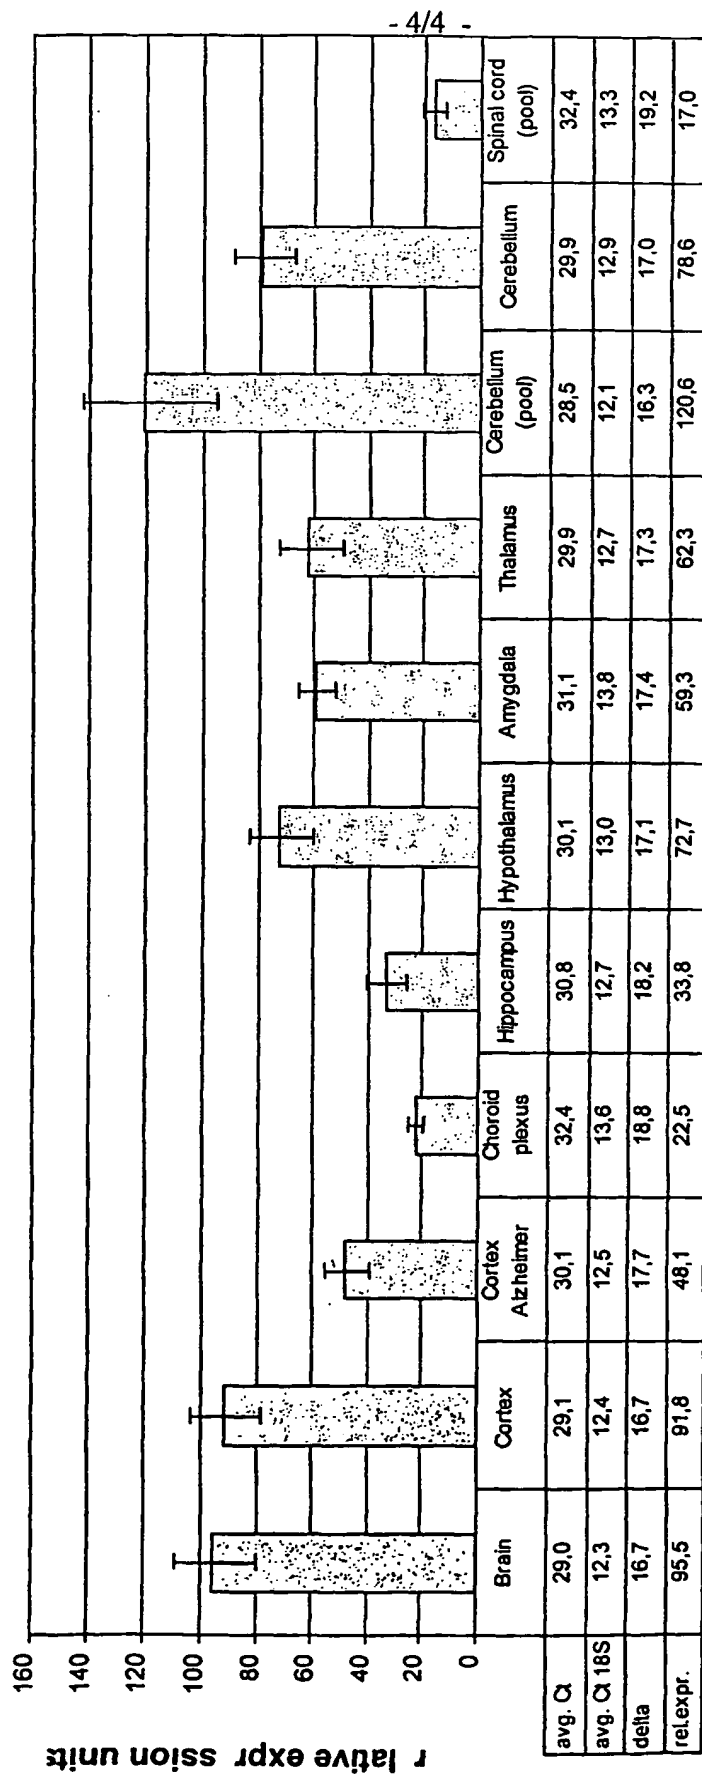 - 4/4 -
r lative expr ssion units
160
140
120
100
80
60
40
20
0
Brain Cortex Cortex Alzheimer Choroid plexus Hippocampus Hypothalamus Amygdala Thalamus Cerebellum (pool) Cerebellum Spinal cord (pool)
avg. Ct 29,0 29,1 30,1 32,4 30,8 30,1 31,1 29,9 28,5 29,9 32,4
avg. Ct 18S 12,3 12,4 12,5 13,6 12,7 13,0 13,8 12,7 12,1 12,9 13,3
delta 16,7 16,7 17,7 18,8 18,2 17,1 17,4 17,3 16,3 17,0 19,2
rel.expr. 95,5 91,8 48,1 22,5 33,8 72,7 59,3 62,3 120,6 78,6 17,0